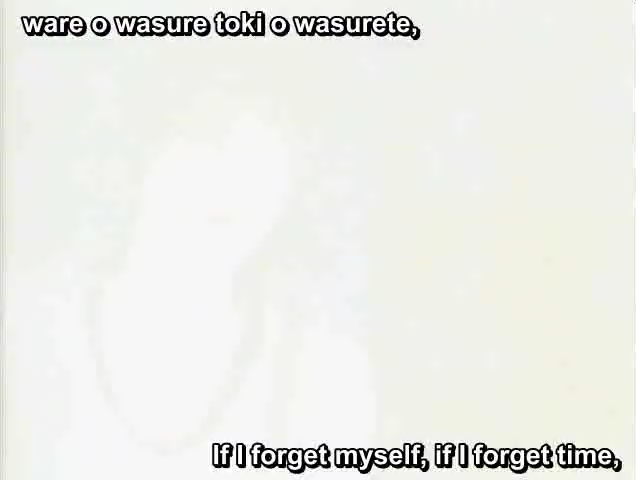 ware o wasure toki o wasurete,
If I forget myself, if I forget time,